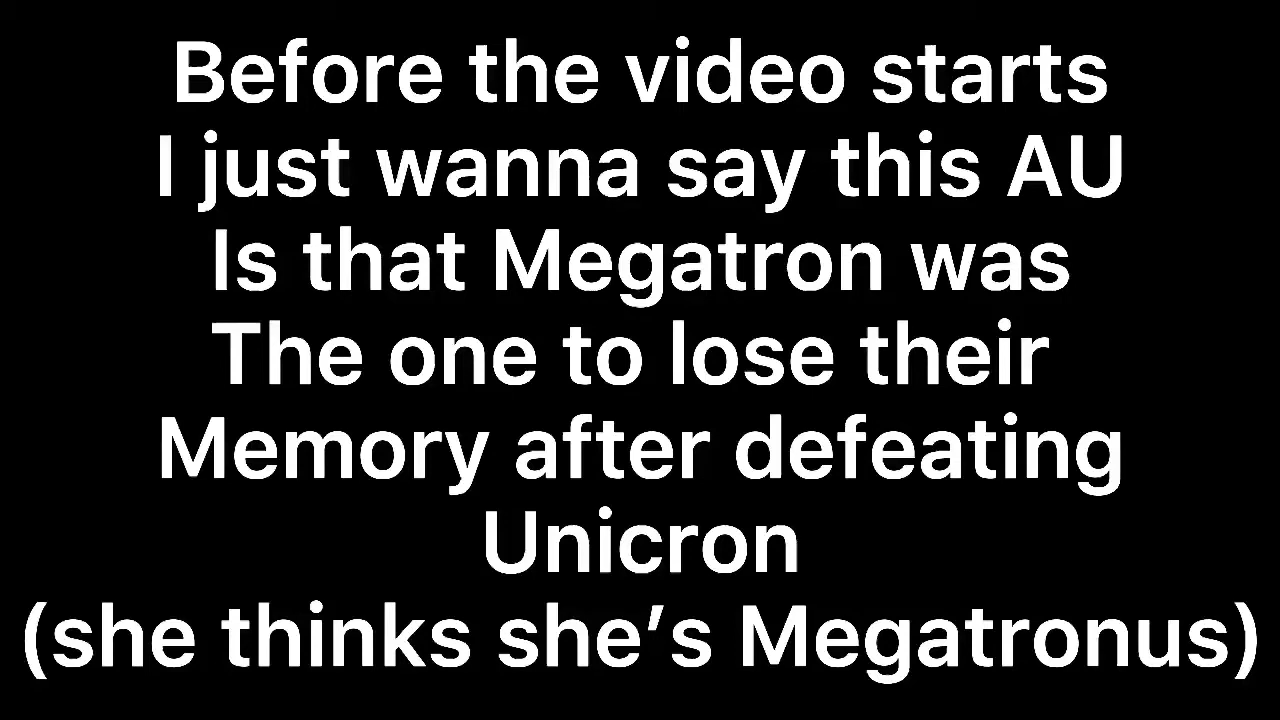 Before the video starts
I just wanna say this AU
Is that Megatron was
The one to lose their
Memory after defeating
Unicron
(she thinks she’s Megatronus)